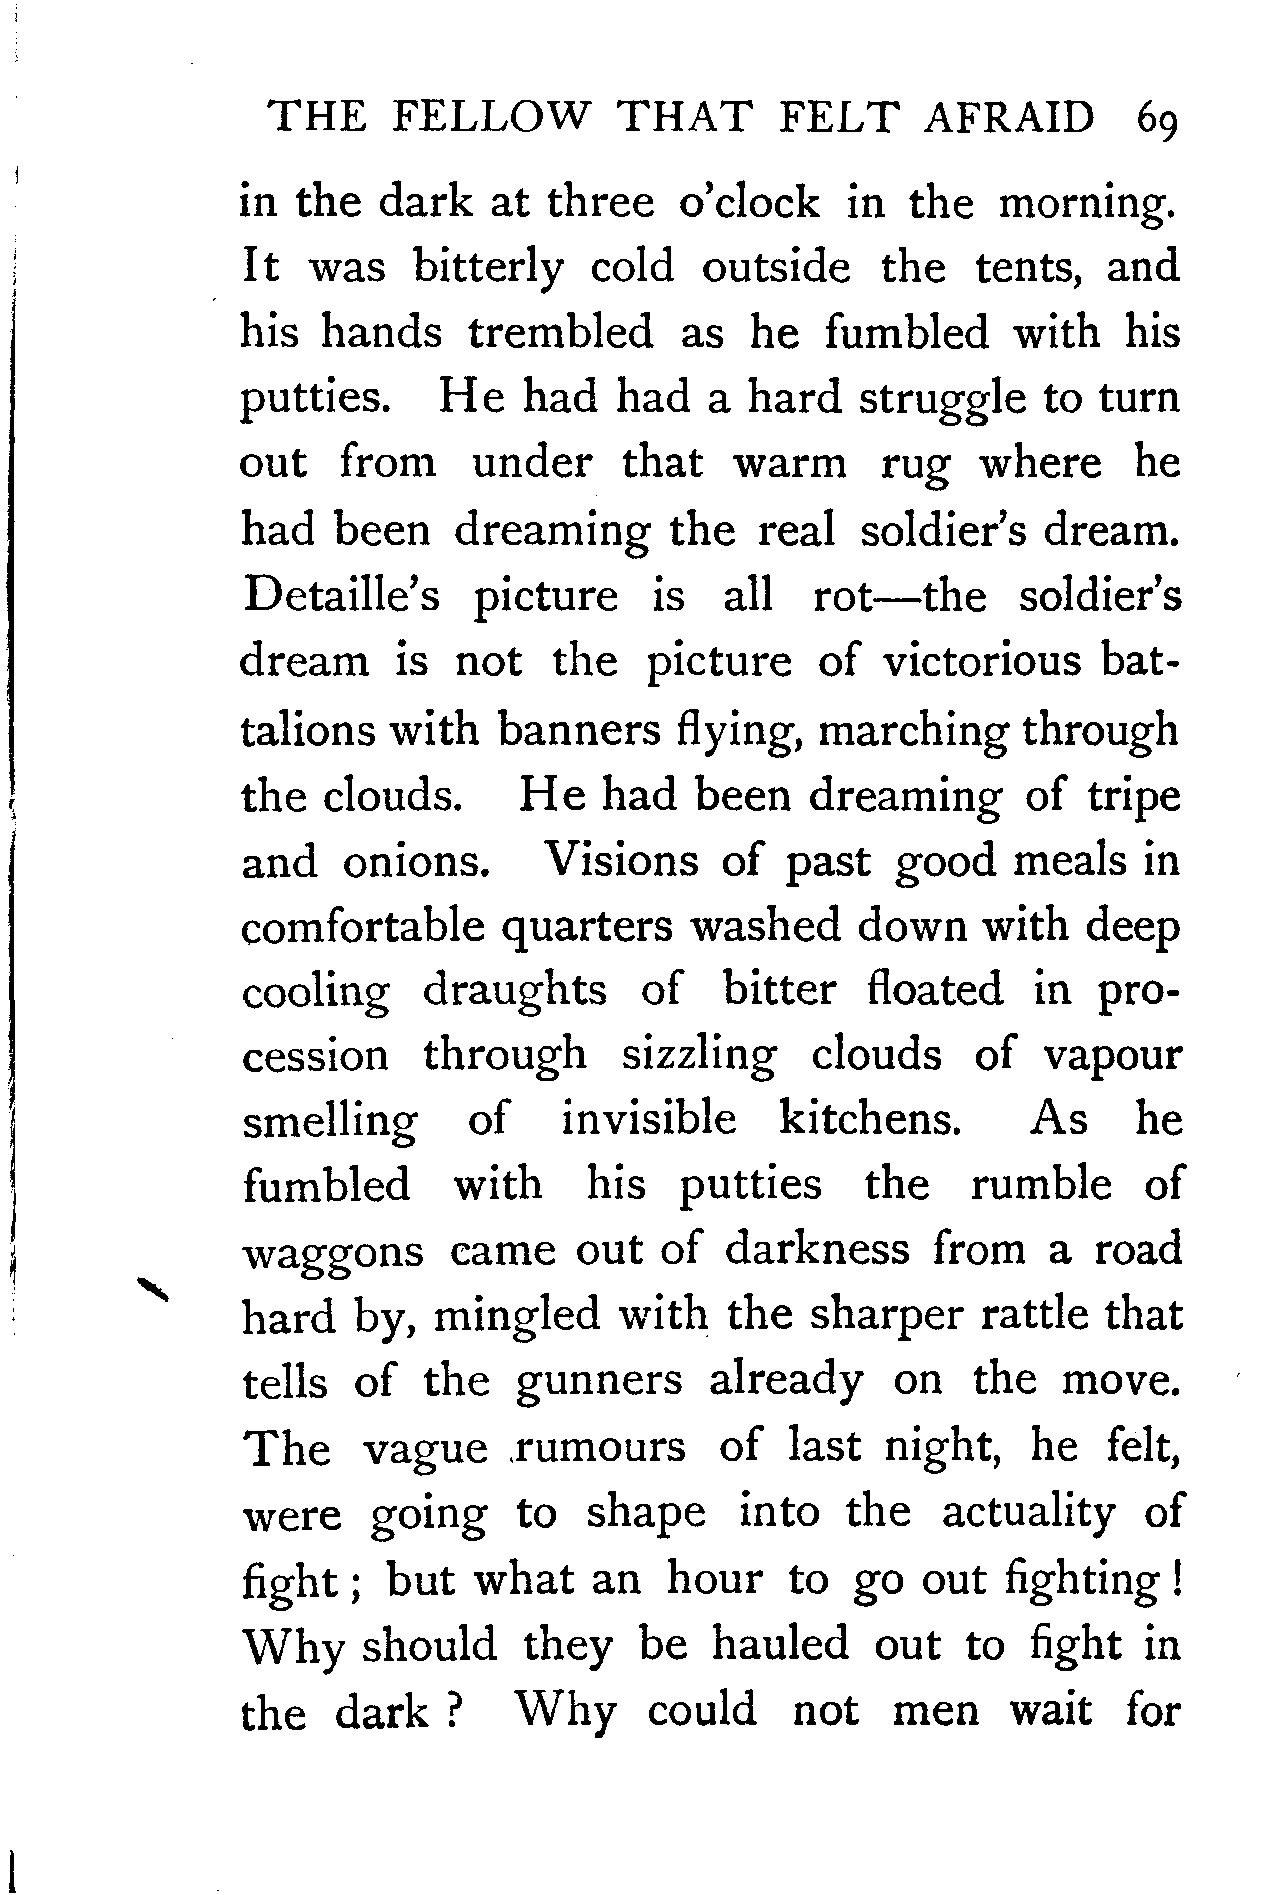 THE FELLOW THAT FELT AFRAID 69
in the dark at three o'clock in the morning.
It was bitterly cold outside the tents, and
his hands trembled as he fumbled with his
putties. He had had a hard struggle to turn
out from under that warm rug where he
had been dreaming the real soldier's dream.
Detaille's picture is all rot—the soldier's
dream is not the picture of victorious bat-
talions with banners flying, marching through
the clouds. He had been dreaming of tripe
and onions. Visions of past good meals in
comfortable quarters washed down with deep
cooling draughts of bitter floated in pro-
cession through sizzling clouds of vapour
smelling of invisible kitchens. As he
fumbled with his putties the rumble of
waggons came out of darkness from a road
hard by, mingled with the sharper rattle that
tells of the gunners already on the move.
The vague rumours of last night, he felt,
were going to shape into the actuality of
fight ; but what an hour to go out fighting !
Why should they be hauled out to fight in
the dark ? Why could not men wait for